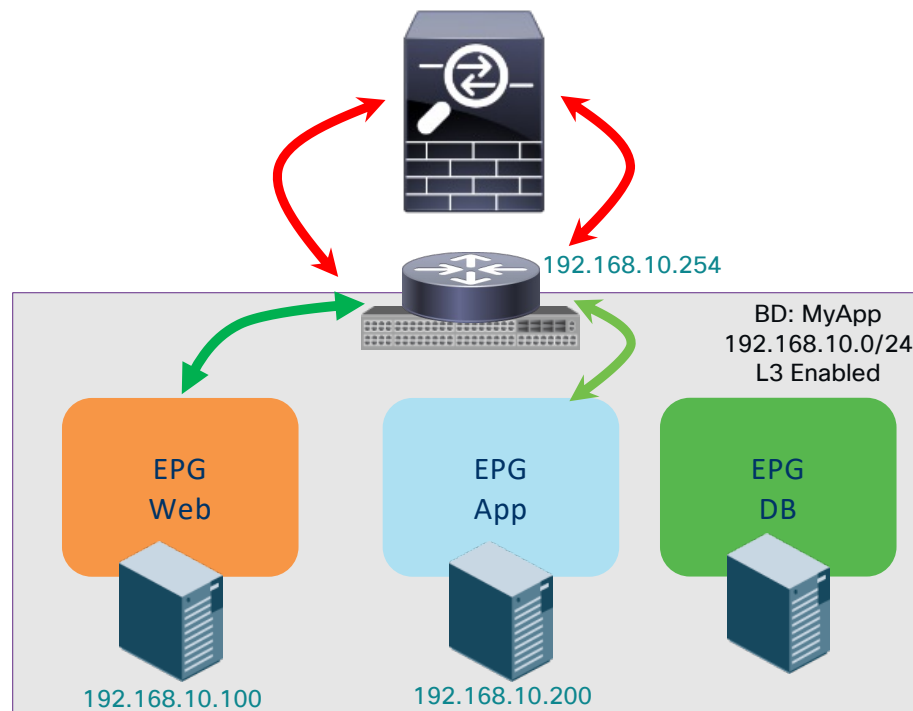 192.168.10.254
BD: MyApp
192.168.10.0/24
L3 Enabled
EPG
Web
EPG
App
EPG
DB
192.168.10.100
192.168.10.200